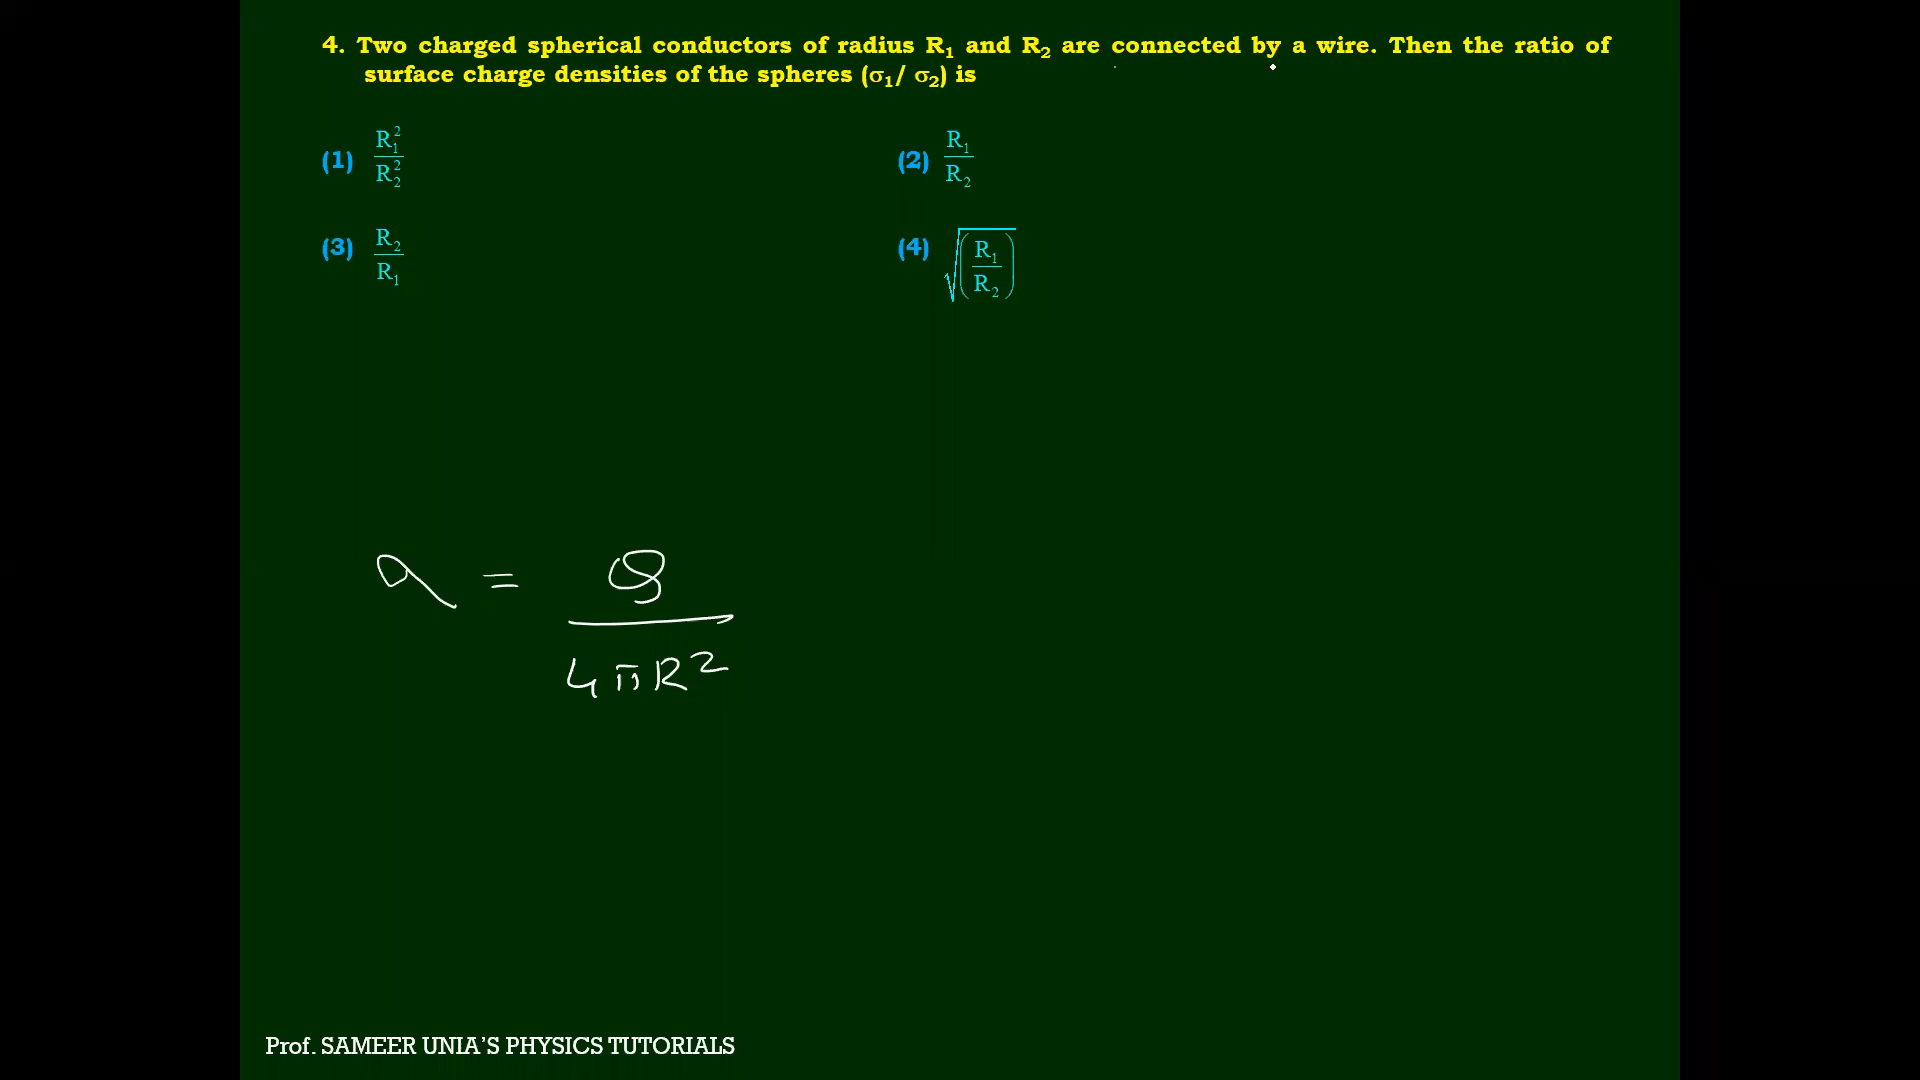 4. Two charged spherical conductors of radius R₁ and R₂ are connected by a wire. Then the ratio of
surface charge densities of the spheres (σ₁/ σ₂) is
(1) R₁²/R₂²
(2) R₁/R₂
(3) R₂/R₁
(4) √(R₁/R₂)
σ = Q
4πR²
Prof. SAMEER UNIA’S PHYSICS TUTORIALS